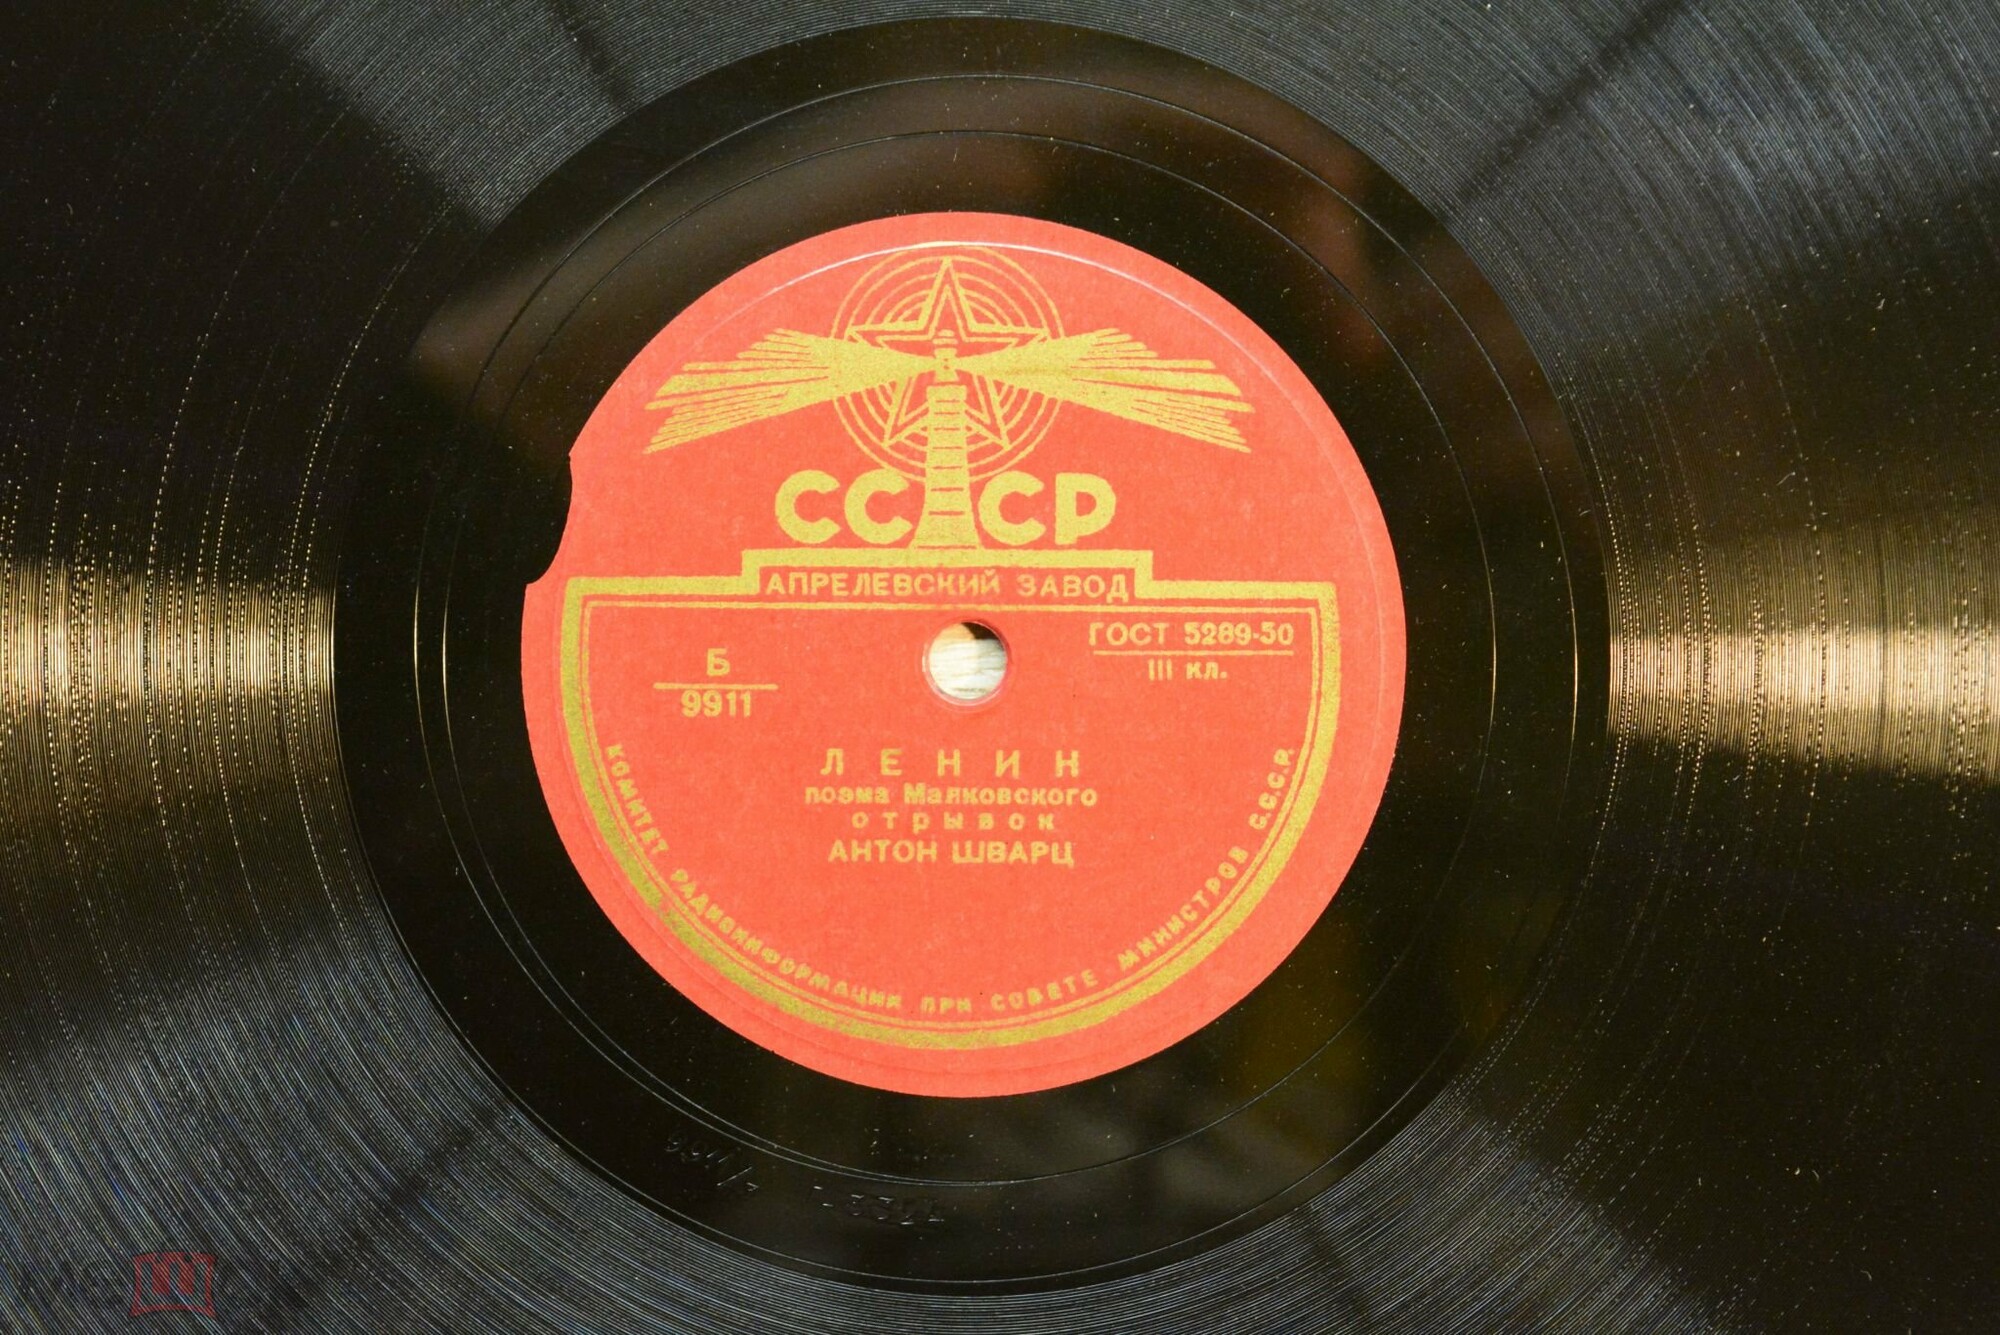 СССР
АПРЕЛЕВСКИЙ ЗАВОД
ГОСТ 5289-50
III кл.
Б
9911
ЛЕНИН
поэма Маяковского
отрывок
АНТОН ШВАРЦ
КОМИТЕТ РАДИОИНФОРМАЦИИ ПРИ СОВЕТЕ МИНИСТРОВ С.С.С.Р.
МЕШОК